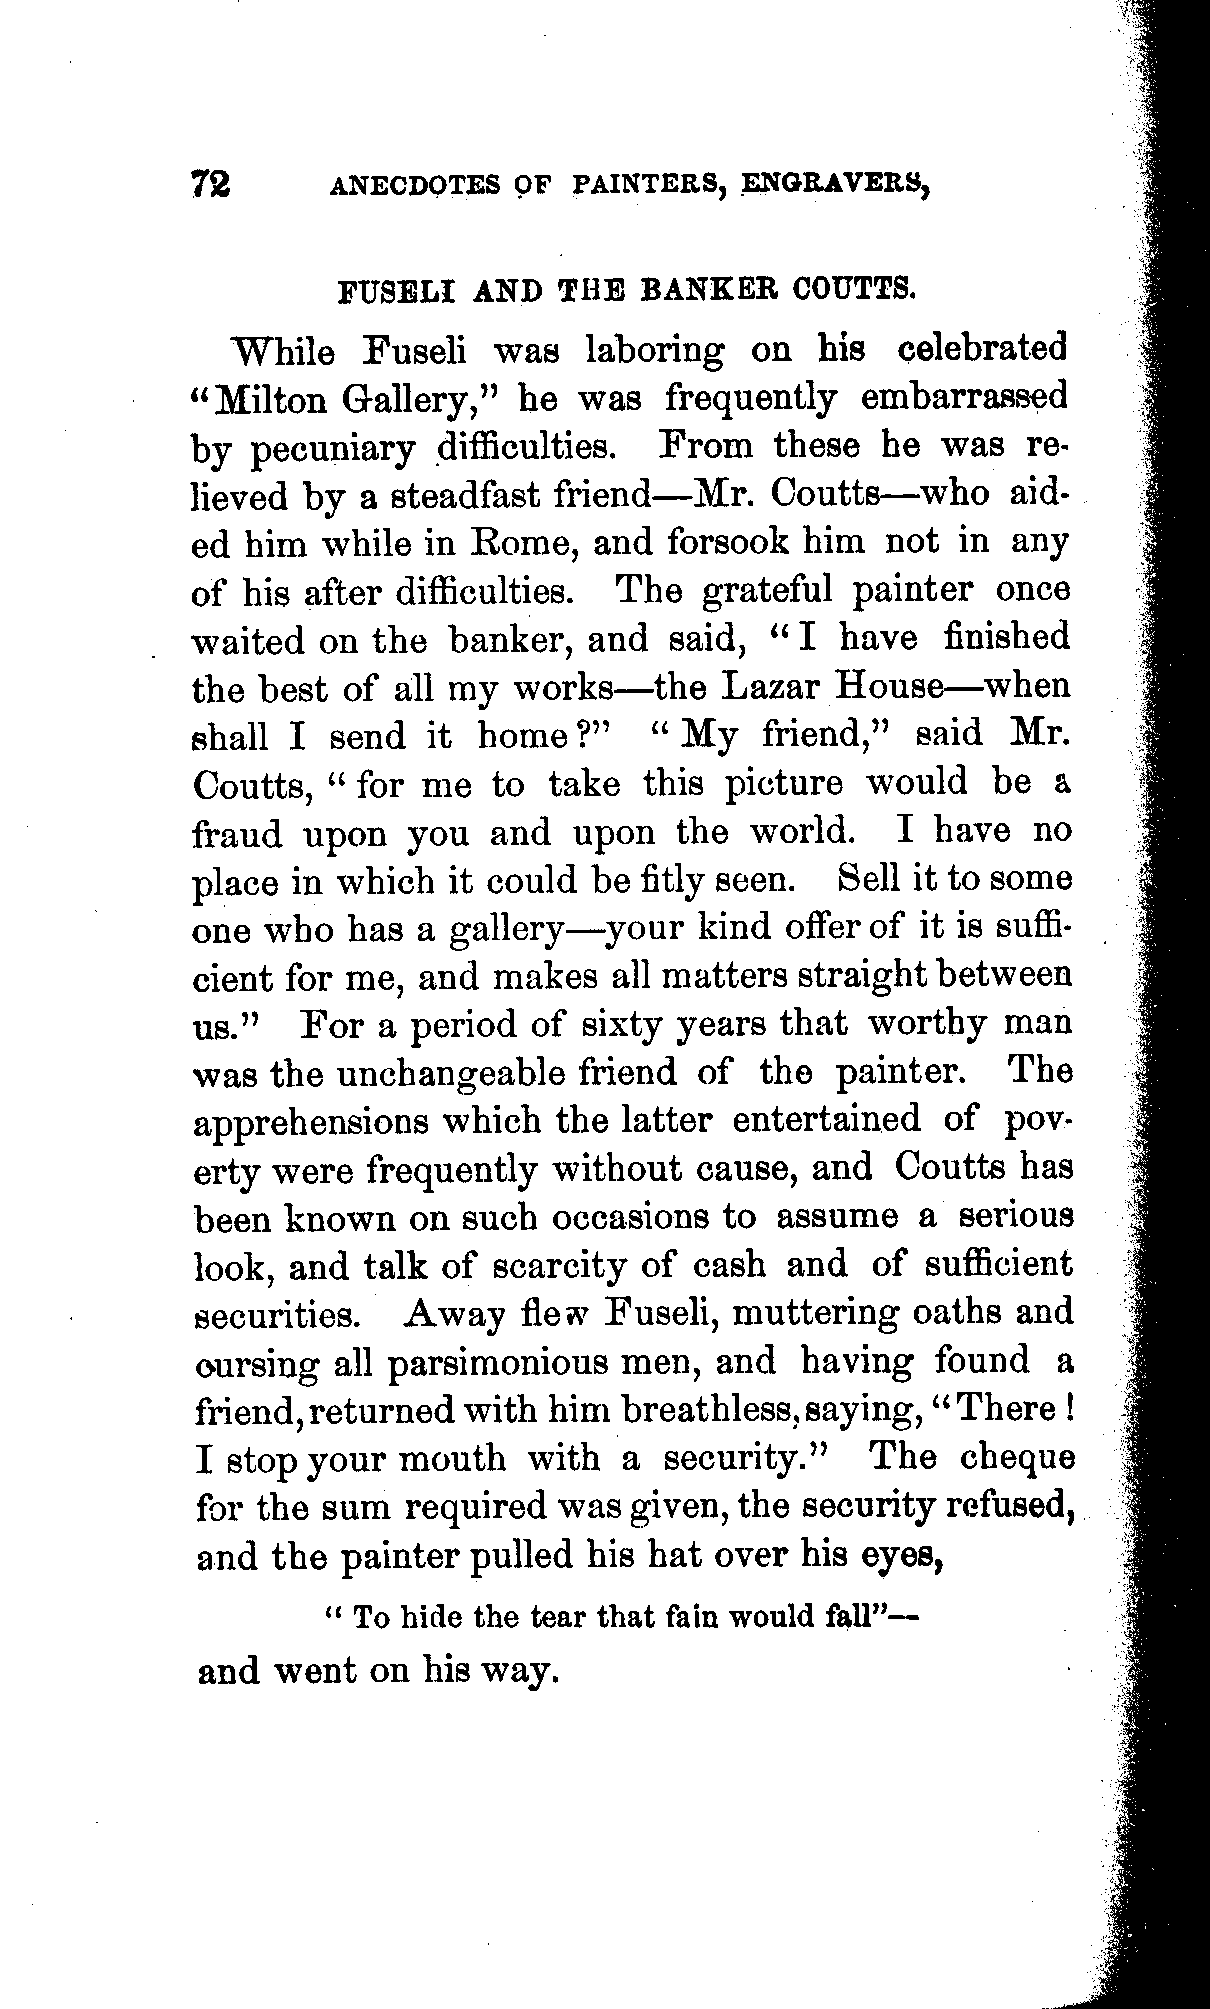 72 ANECDOTES OF PAINTERS, ENGRAVERS,
FUSELI AND THE BANKER COUTTS.
While Fuseli was laboring on his celebrated
“Milton Gallery,” he was frequently embarrassed
by pecuniary difficulties. From these he was re-
lieved by a steadfast friend—Mr. Coutts—who aid-
ed him while in Rome, and forsook him not in any
of his after difficulties. The grateful painter once
waited on the banker, and said, “I have finished
the best of all my works—the Lazar House—when
shall I send it home?” “My friend,” said Mr.
Coutts, “for me to take this picture would be a
fraud upon you and upon the world. I have no
place in which it could be fitly seen. Sell it to some
one who has a gallery—your kind offer of it is suffi-
cient for me, and makes all matters straight between
us.” For a period of sixty years that worthy man
was the unchangeable friend of the painter. The
apprehensions which the latter entertained of pov-
erty were frequently without cause, and Coutts has
been known on such occasions to assume a serious
look, and talk of scarcity of cash and of sufficient
securities. Away flew Fuseli, muttering oaths and
cursing all parsimonious men, and having found a
friend, returned with him breathless, saying, “There!
I stop your mouth with a security.” The cheque
for the sum required was given, the security refused,
and the painter pulled his hat over his eyes,
“To hide the tear that fain would fall”—
and went on his way.